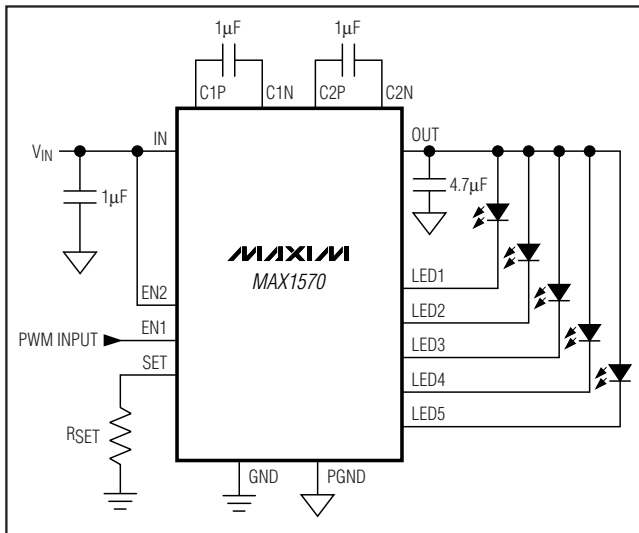 1μF 1μF
C1P C1N C2P C2N
IN OUT
VIN
1μF 4.7μF
MAXIM
MAX1570
LED1
EN2
LED2
PWM INPUT EN1
LED3
SET
LED4
RSET
LED5
GND PGND